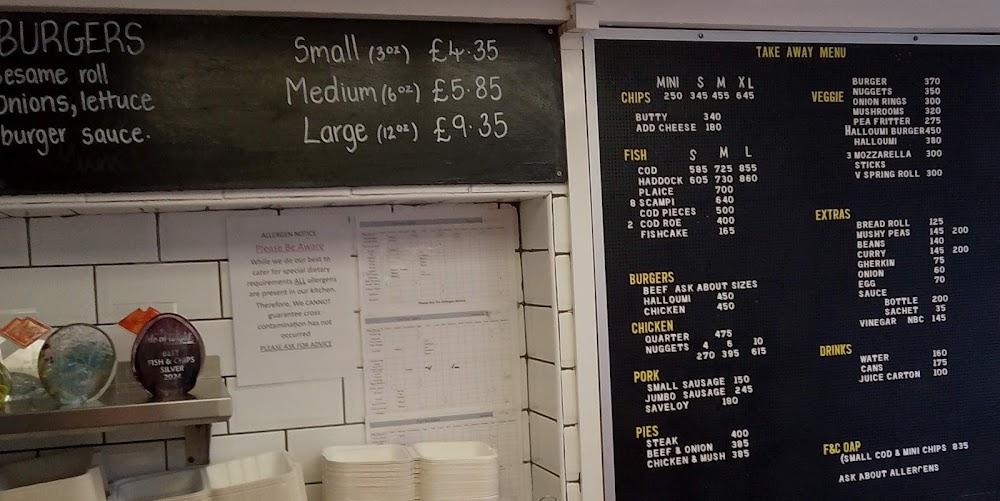 BURGERS
esame roll
Onions, lettuce
burger sauce.
Small (3oz) £4.35
Medium (6oz) £5.85
Large (12oz) £9.35
ALLERGEN NOTICE
Please Be Aware
While we do our best to
cater for special dietary
requirements ALL allergens
are present in our kitchen.
Therefore, We CANNOT
guarantee cross
contamination has not
occurred
PLEASE ASK FOR ADVICE
BEST
FISH & CHIPS
SILVER
2024
TAKE AWAY MENU
MINI S M XL
CHIPS 250 345 455 645
BUTTY 340
ADD CHEESE 180
FISH S M L
COD 585 725 855
HADDOCK 605 730 860
PLAICE 700
8 SCAMPI 640
COD PIECES 500
2 COD ROE 400
FISHCAKE 165
BURGERS
BEEF ASK ABOUT SIZES
HALLOUMI 450
CHICKEN 450
CHICKEN
QUARTER 475
NUGGETS 4 6 10
270 395 615
PORK
SMALL SAUSAGE 150
JUMBO SAUSAGE 245
SAVELOY 180
PIES
STEAK 400
BEEF & ONION 385
CHICKEN & MUSH 385
BURGER 370
VEGGIE NUGGETS 350
ONION RINGS 300
MUSHROOMS 320
PEA FRITTER 275
HALLOUMI BURGER 450
HALLOUMI 380
3 MOZZARELLA 300
STICKS
V SPRING ROLL 300
EXTRAS
BREAD ROLL 125
MUSHY PEAS 145 200
BEANS 140
CURRY 145 200
GHERKIN 75
ONION 60
EGG 70
SAUCE
BOTTLE 200
SACHET 35
VINEGAR NBC 145
DRINKS
WATER 160
CANS 175
JUICE CARTON 100
F&C OAP
(SMALL COD & MINI CHIPS 835
ASK ABOUT ALLERGENS